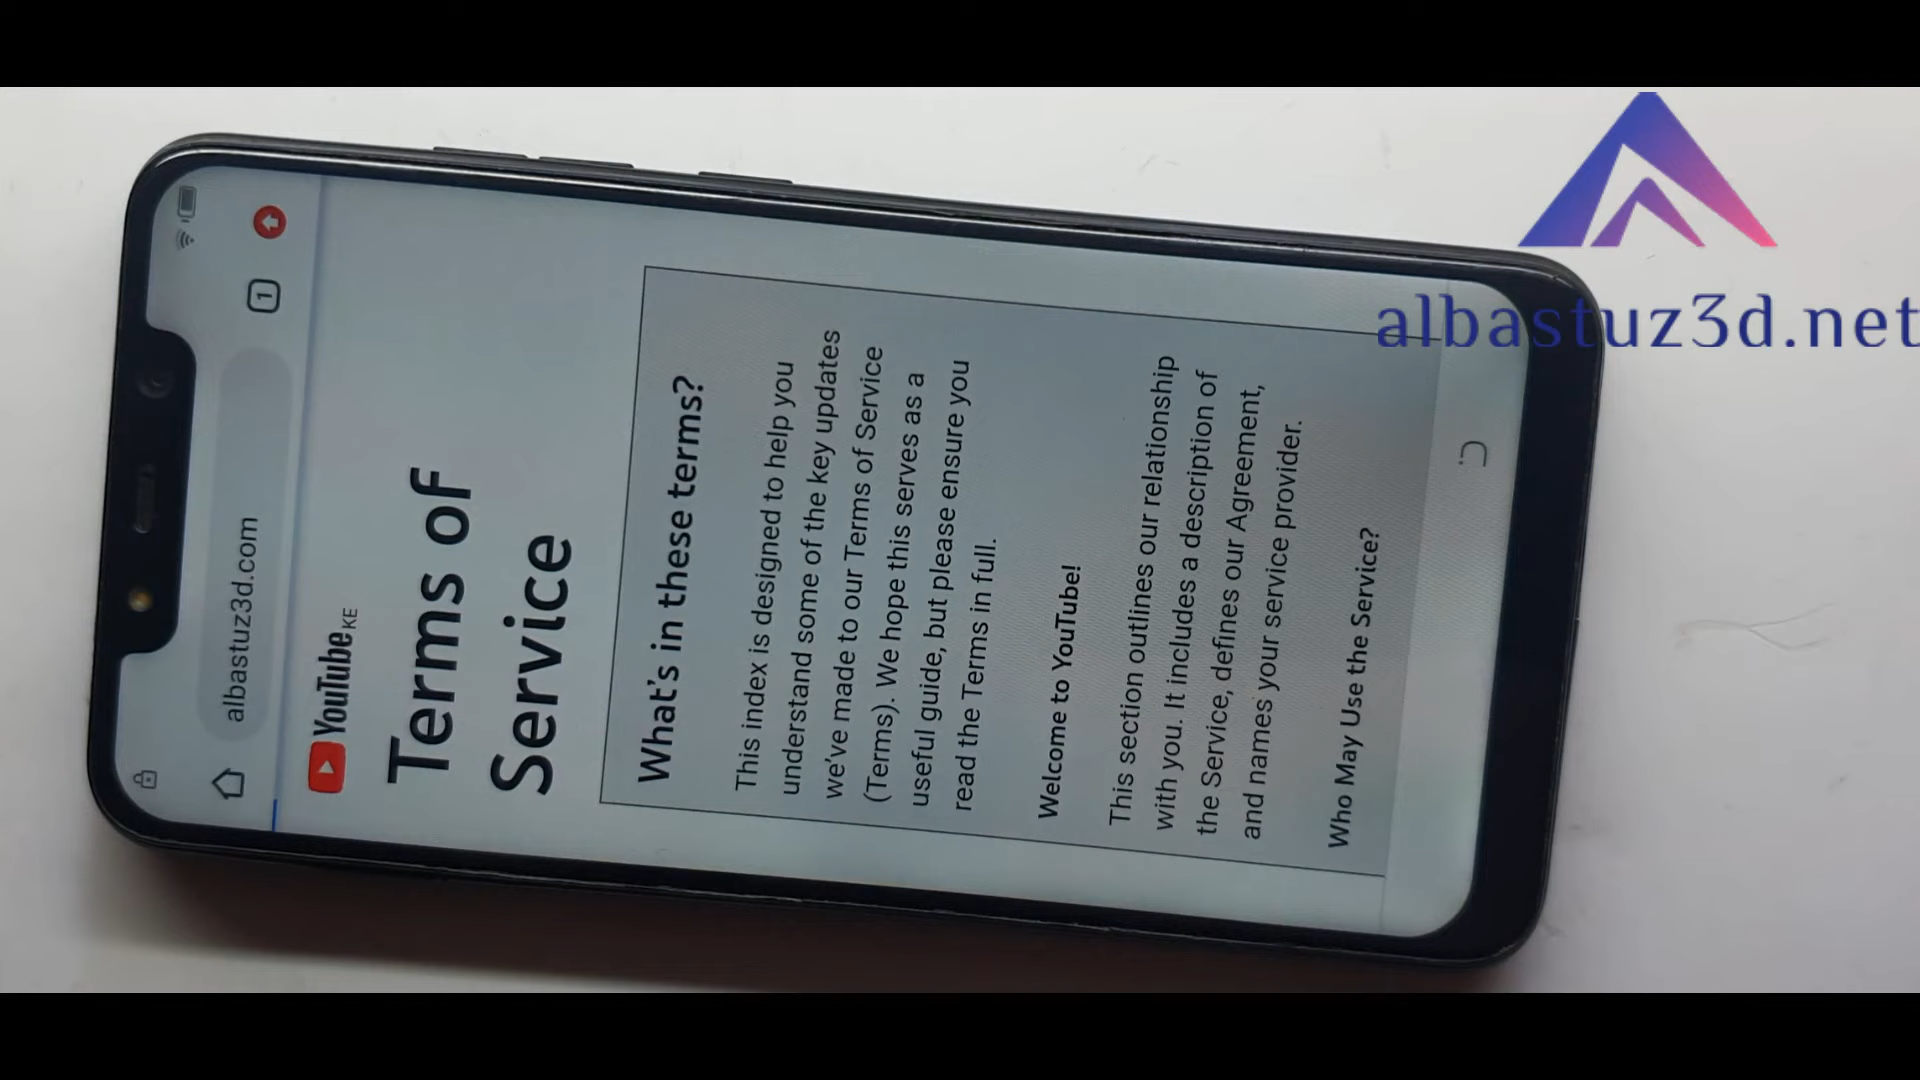 albastuz3d.net
1
albastuz3d.com
YouTube KE
Terms of
Service
What's in these terms?
This index is designed to help you
understand some of the key updates
we've made to our Terms of Service
(Terms). We hope this serves as a
useful guide, but please ensure you
read the Terms in full.
Welcome to YouTube!
This section outlines our relationship
with you. It includes a description of
the Service, defines our Agreement,
and names your service provider.
Who May Use the Service?